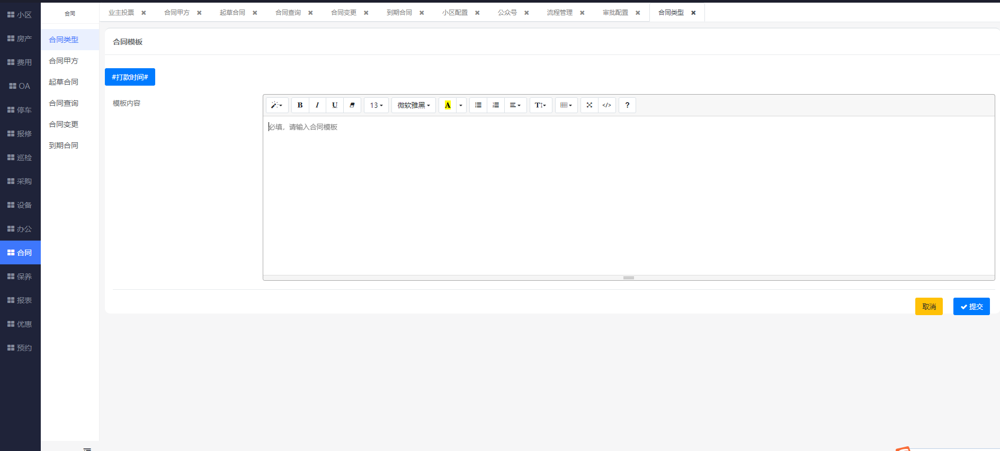 小区
房产
费用
OA
停车
报修
巡检
采购
设备
办公
合同
保养
报表
优惠
预约
合同
合同类型
合同甲方
起草合同
合同查询
合同变更
到期合同
业主投票 合同甲方 起草合同 合同查询 合同变更 到期合同 小区配置 公众号 流程管理 审批配置 合同类型
合同模板
#打款时间#
模板内容
B I U 13 微软雅黑 A T </> ?
必填，请输入合同模板
取消 提交